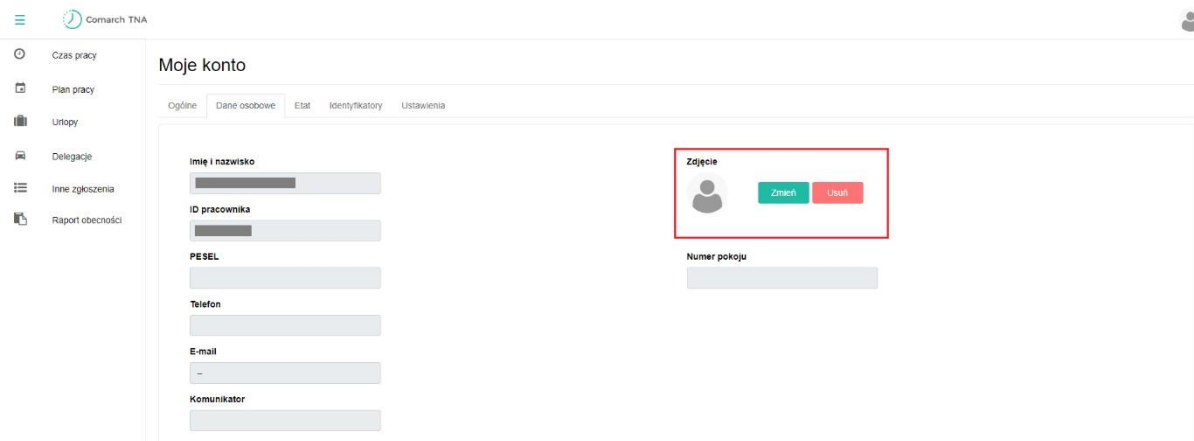 Comarch TNA
Czas pracy
Plan pracy
Urlopy
Delegacje
Inne zgłoszenia
Raport obecności
Moje konto
Ogólne Dane osobowe Etat Identyfikatory Ustawienia
Imię i nazwisko
ID pracownika
PESEL
Telefon
E-mail
–
Komunikator
Zdjęcie
Zmień Usuń
Numer pokoju